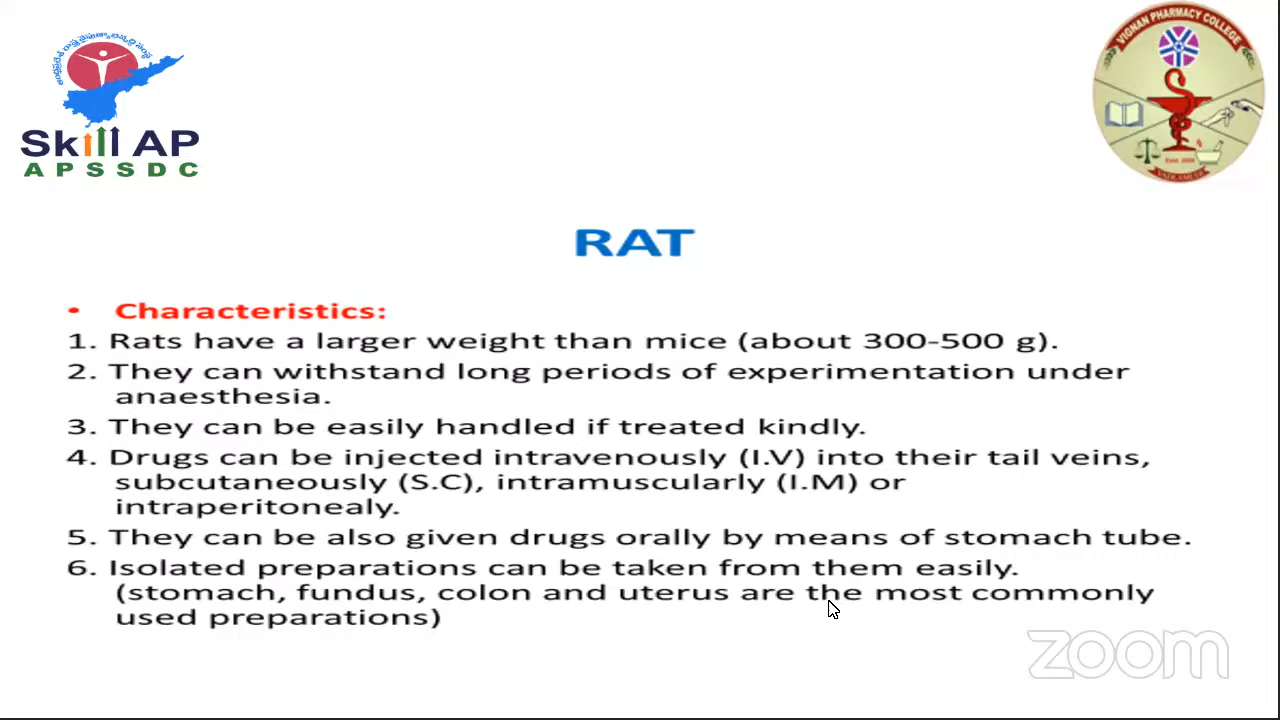 Skill AP
APSSDC
VIGNAN PHARMACY COLLEGE
VADLAMUDI
RAT
• Characteristics:
1. Rats have a larger weight than mice (about 300-500 g).
2. They can withstand long periods of experimentation under
anaesthesia.
3. They can be easily handled if treated kindly.
4. Drugs can be injected intravenously (I.V) into their tail veins,
subcutaneously (S.C), intramuscularly (I.M) or
intraperitonealy.
5. They can be also given drugs orally by means of stomach tube.
6. Isolated preparations can be taken from them easily.
(stomach, fundus, colon and uterus are the most commonly
used preparations)
zoom